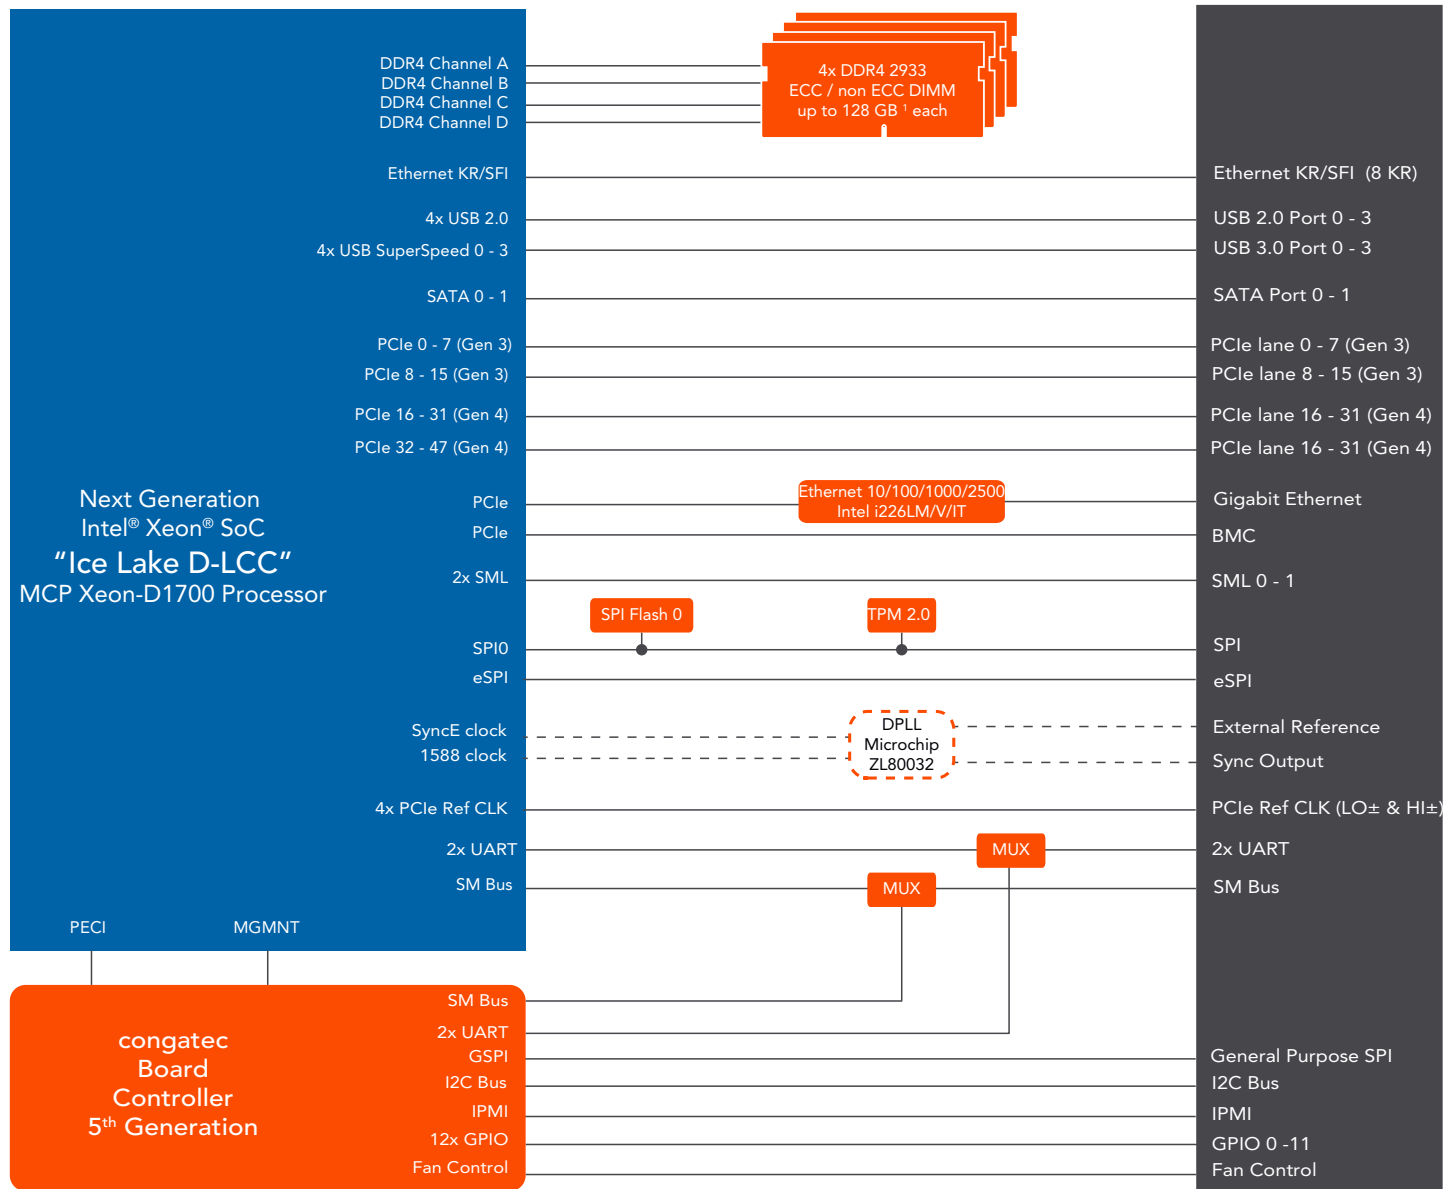 DDR4 Channel A
DDR4 Channel B
DDR4 Channel C
DDR4 Channel D
4x DDR4 2933
ECC / non ECC DIMM
up to 128 GB ¹ each
Ethernet KR/SFI
Ethernet KR/SFI (8 KR)
4x USB 2.0
USB 2.0 Port 0 - 3
4x USB SuperSpeed 0 - 3
USB 3.0 Port 0 - 3
SATA 0 - 1
SATA Port 0 - 1
PCIe 0 - 7 (Gen 3)
PCIe lane 0 - 7 (Gen 3)
PCIe 8 - 15 (Gen 3)
PCIe lane 8 - 15 (Gen 3)
PCIe 16 - 31 (Gen 4)
PCIe lane 16 - 31 (Gen 4)
PCIe 32 - 47 (Gen 4)
PCIe lane 16 - 31 (Gen 4)
Next Generation
Intel® Xeon® SoC
"Ice Lake D-LCC"
MCP Xeon-D1700 Processor
PCIe
Ethernet 10/100/1000/2500
Intel i226LM/V/IT
Gigabit Ethernet
PCIe
BMC
2x SML
SML 0 - 1
SPI Flash 0
TPM 2.0
SPI0
SPI
eSPI
eSPI
SyncE clock
1588 clock
DPLL
Microchip
ZL80032
External Reference
Sync Output
4x PCIe Ref CLK
PCIe Ref CLK (LO± & HI±)
2x UART
MUX
2x UART
SM Bus
MUX
SM Bus
PECI
MGMNT
congatec
Board
Controller
5th Generation
SM Bus
2x UART
GSPI
General Purpose SPI
I2C Bus
I2C Bus
IPMI
IPMI
12x GPIO
GPIO 0 -11
Fan Control
Fan Control